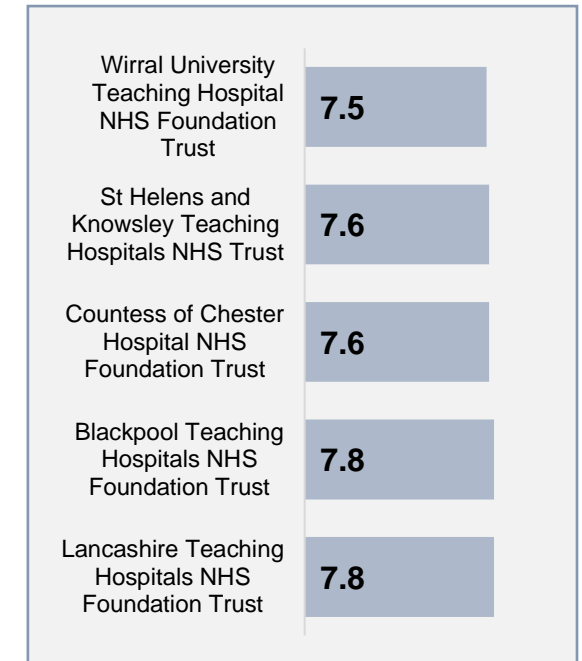 Wirral University
Teaching Hospital
NHS Foundation
Trust
7.5
St Helens and
Knowsley Teaching
Hospitals NHS Trust
7.6
Countess of Chester
Hospital NHS
Foundation Trust
7.6
Blackpool Teaching
Hospitals NHS
Foundation Trust
7.8
Lancashire Teaching
Hospitals NHS
Foundation Trust
7.8